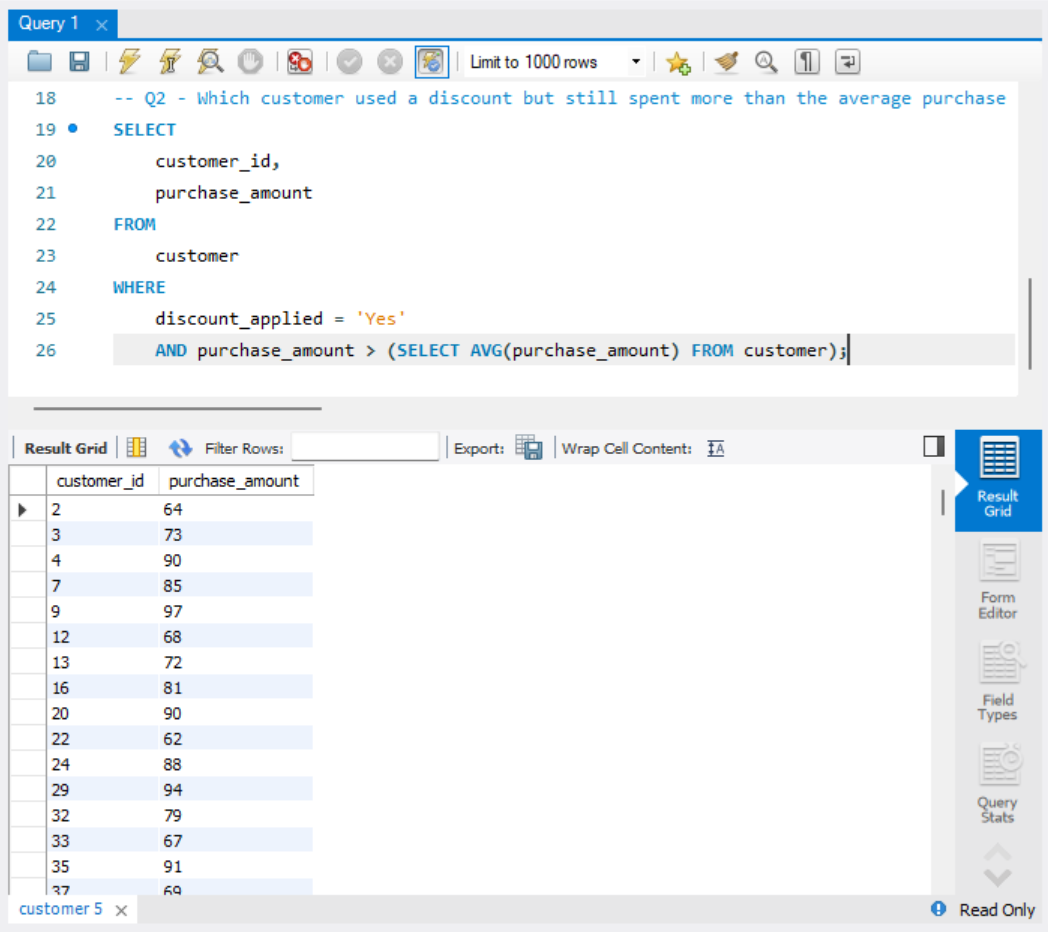 Query 1
Limit to 1000 rows
18 -- Q2 - Which customer used a discount but still spent more than the average purchase
19 SELECT
20 customer_id,
21 purchase_amount
22 FROM
23 customer
24 WHERE
25 discount_applied = 'Yes'
26 AND purchase_amount > (SELECT AVG(purchase_amount) FROM customer);
Result Grid Filter Rows: Export: Wrap Cell Content:
customer_id purchase_amount
2 64
3 73
4 90
7 85
9 97
12 68
13 72
16 81
20 90
22 62
24 88
29 94
32 79
33 67
35 91
37 69
Result
Grid
Form
Editor
Field
Types
Query
Stats
customer 5
Read Only